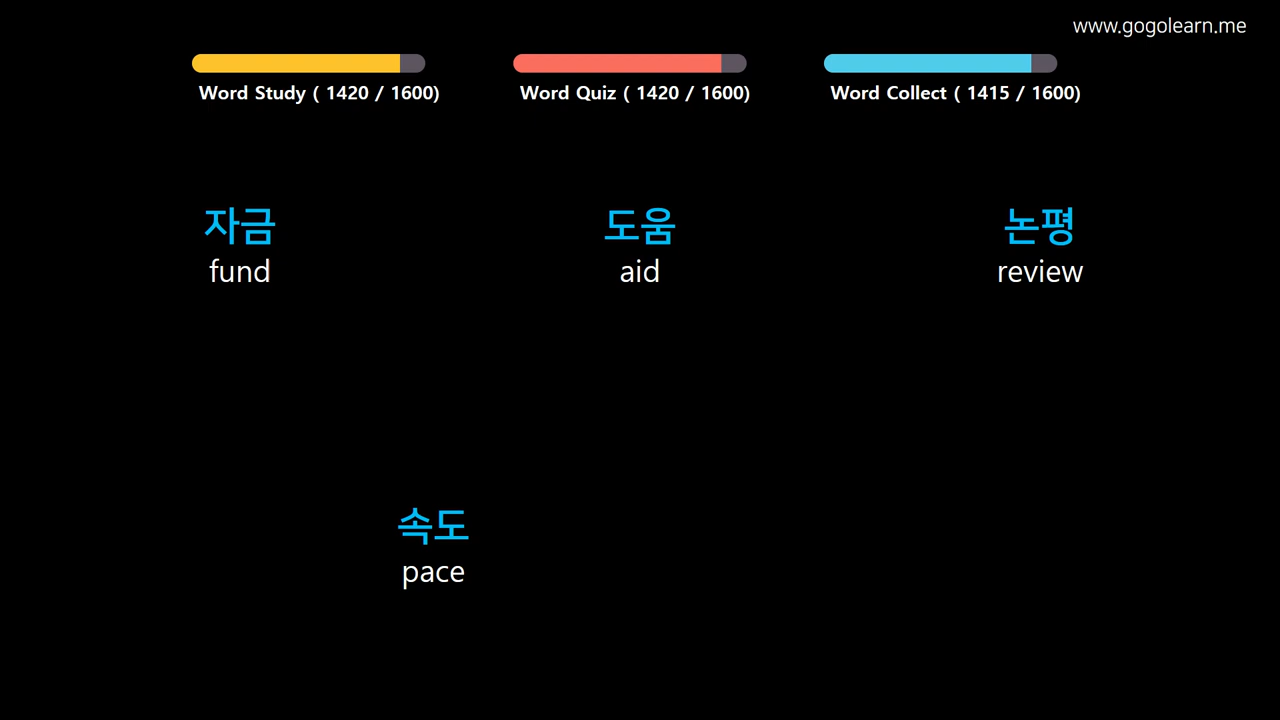 www.gogolearn.me
Word Study ( 1420 / 1600)
Word Quiz ( 1420 / 1600)
Word Collect ( 1415 / 1600)
자금
fund
도움
aid
논평
review
속도
pace